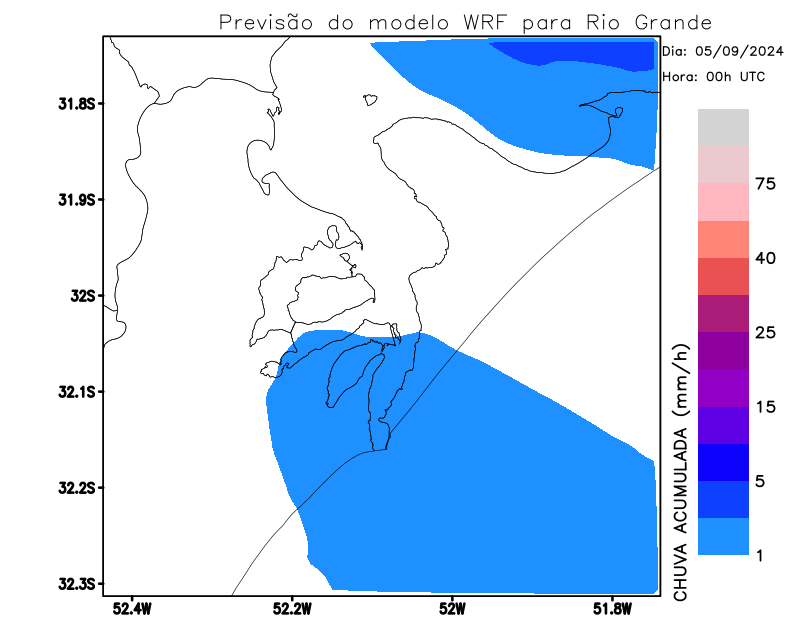 Previsão do modelo WRF para Rio Grande
Dia: 05/09/2024
Hora: 00h UTC
31.8S
31.9S
32S
32.1S
32.2S
32.3S
52.4W
52.2W
52W
51.8W
75
40
25
15
5
1
CHUVA ACUMULADA (mm/h)